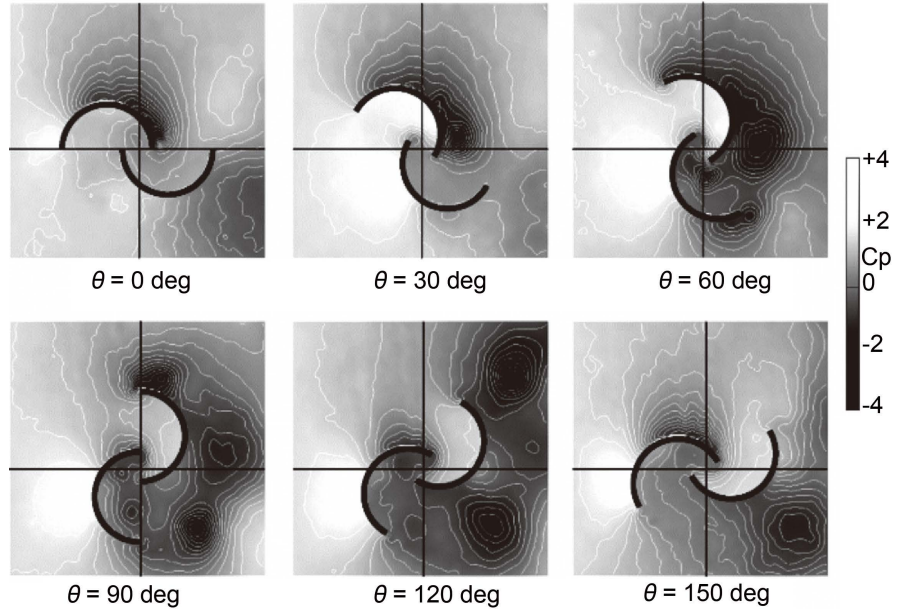 θ = 0 deg
θ = 30 deg
θ = 60 deg
+4
+2
Cp
0
-2
-4
θ = 90 deg
θ = 120 deg
θ = 150 deg